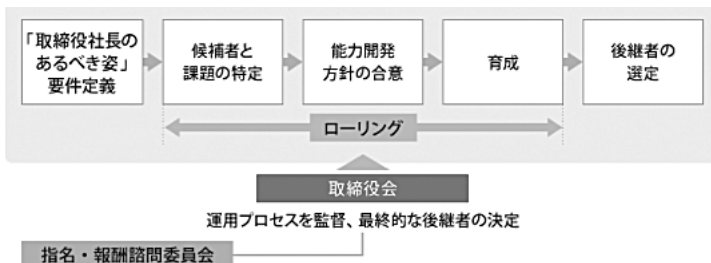 「取締役社長の
あるべき姿」
要件定義
候補者と
課題の特定
能力開発
方針の合意
育成
後継者の
選定
ローリング
取締役会
運用プロセスを監督、最終的な後継者の決定
指名・報酬諮問委員会